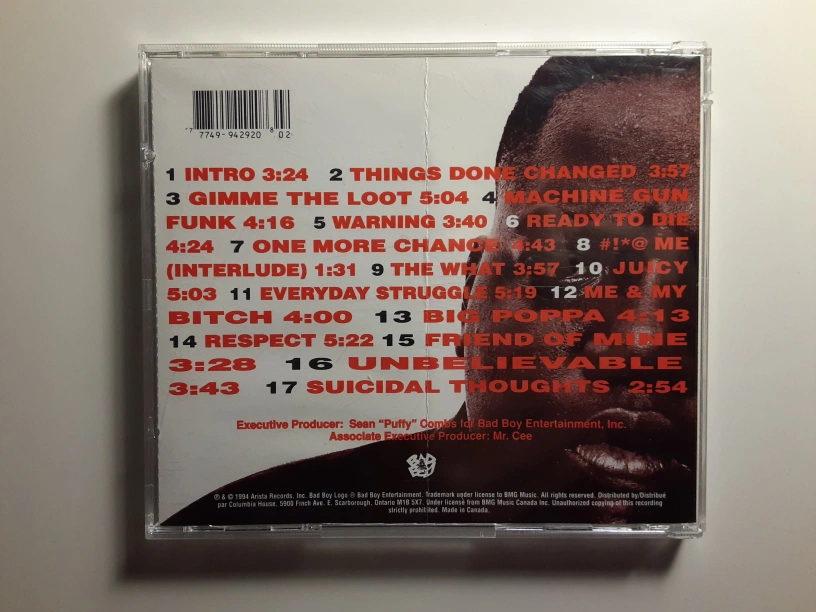 7 7749-942920 8 02
1 INTRO 3:24 2 THINGS DONE CHANGED 3:57
3 GIMME THE LOOT 5:04 4 MACHINE GUN
FUNK 4:16 5 WARNING 3:40 6 READY TO DIE
4:24 7 ONE MORE CHANCE 4:43 8 #!*@ ME
(INTERLUDE) 1:31 9 THE WHAT 3:57 10 JUICY
5:03 11 EVERYDAY STRUGGLE 5:19 12 ME & MY
BITCH 4:00 13 BIG POPPA 4:13
14 RESPECT 5:22 15 FRIEND OF MINE
3:28 16 UNBELIEVABLE
3:43 17 SUICIDAL THOUGHTS 2:54
Executive Producer: Sean "Puffy" Combs for Bad Boy Entertainment, Inc.
Associate Executive Producer: Mr. Cee
BAD
BOY
℗ & © 1994 Arista Records, Inc. Bad Boy Logo ® Bad Boy Entertainment. Trademark under license to BMG Music. All rights reserved. Distributed by/Distribué
par Columbia House. 5900 Finch Ave. E. Scarborough, Ontario M1B 5X7. Under license from BMG Music Canada Inc. Unauthorized copying of this recording
strictly prohibited. Made in Canada.